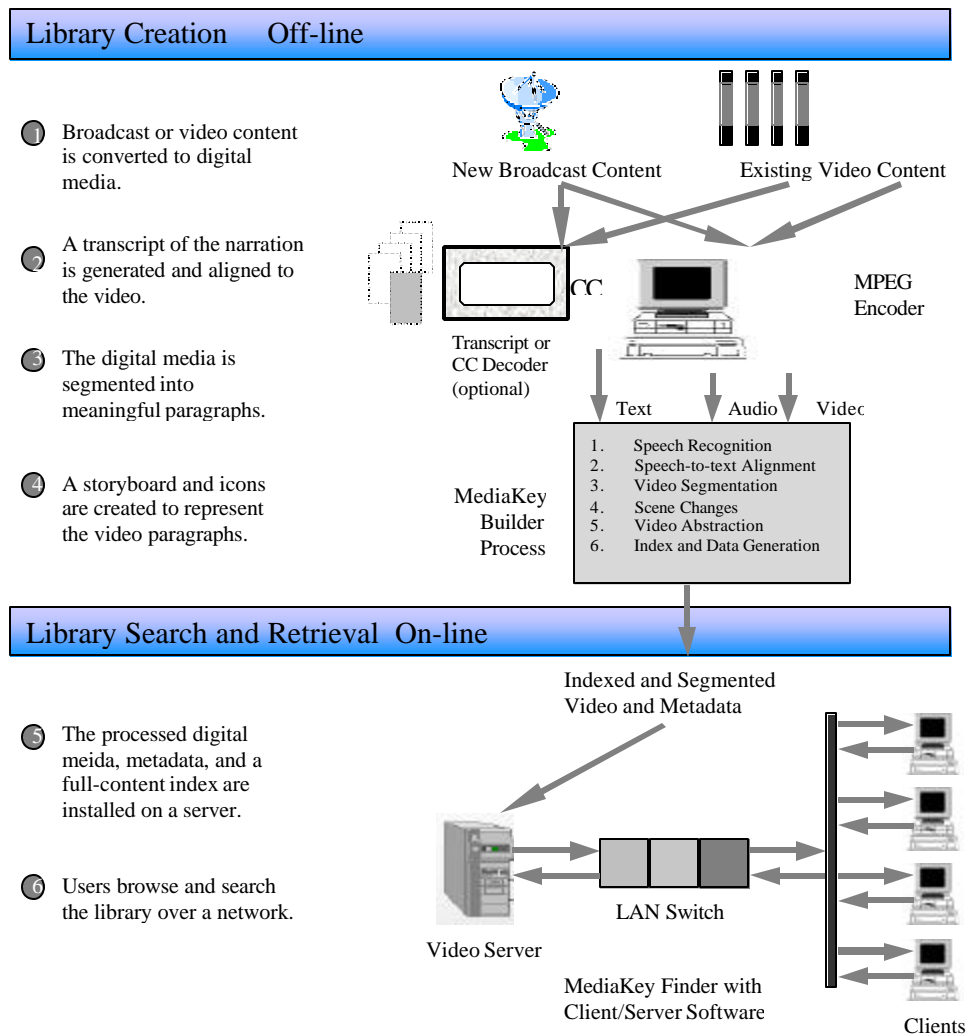 Library Creation Off-line
1 Broadcast or video content
is converted to digital
media.
New Broadcast Content
Existing Video Content
2 A transcript of the narration
is generated and aligned to
the video.
CC
MPEG
Encoder
Transcript or
CC Decoder
(optional)
3 The digital media is
segmented into
meaningful paragraphs.
Text Audio Video
4 A storyboard and icons
are created to represent
the video paragraphs.
MediaKey
Builder
Process
1. Speech Recognition
2. Speech-to-text Alignment
3. Video Segmentation
4. Scene Changes
5. Video Abstraction
6. Index and Data Generation
Library Search and Retrieval On-line
Indexed and Segmented
Video and Metadata
5 The processed digital
meida, metadata, and a
full-content index are
installed on a server.
6 Users browse and search
the library over a network.
LAN Switch
Video Server
MediaKey Finder with
Client/Server Software
Clients